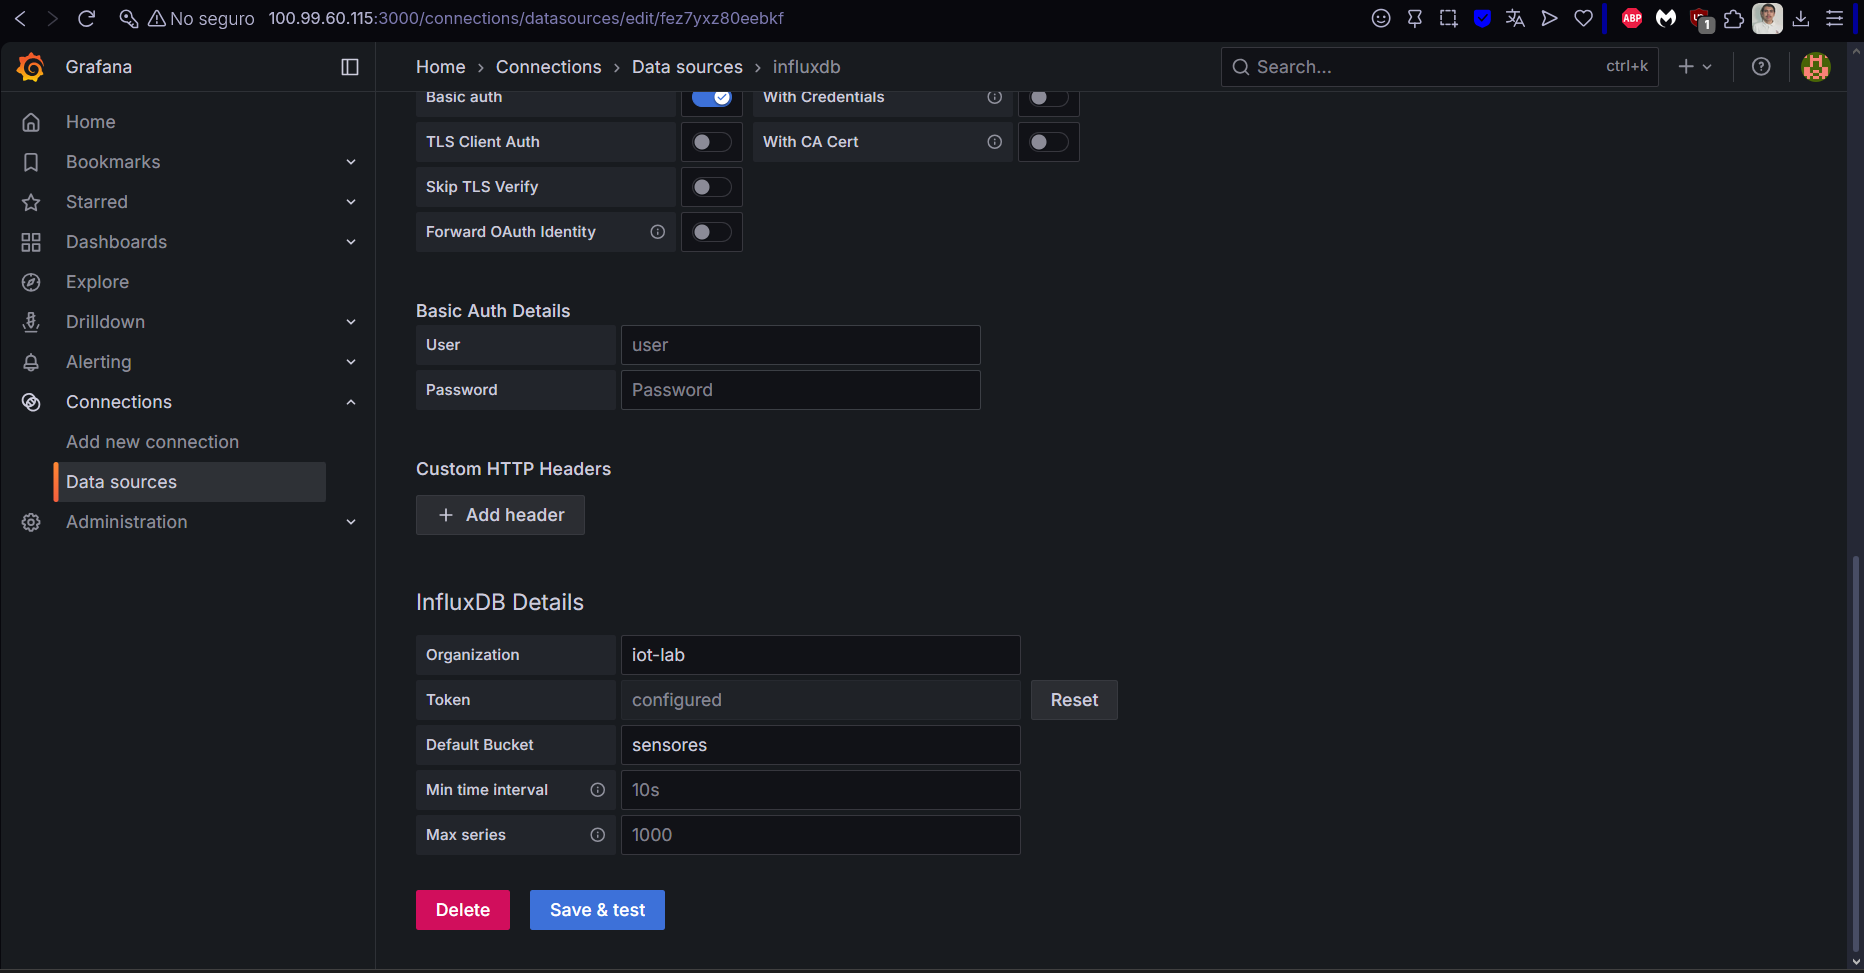 No seguro 100.99.60.115:3000/connections/datasources/edit/fez7yxz80eebkf
ABP
1
Grafana
Home › Connections › Data sources › influxdb
Search...
ctrl+k
Home
Bookmarks
Starred
Dashboards
Explore
Drilldown
Alerting
Connections
Add new connection
Data sources
Administration
Basic auth
With Credentials
TLS Client Auth
With CA Cert
Skip TLS Verify
Forward OAuth Identity
Basic Auth Details
User
user
Password
Password
Custom HTTP Headers
+ Add header
InfluxDB Details
Organization
iot-lab
Token
configured
Reset
Default Bucket
sensores
Min time interval
10s
Max series
1000
Delete
Save & test